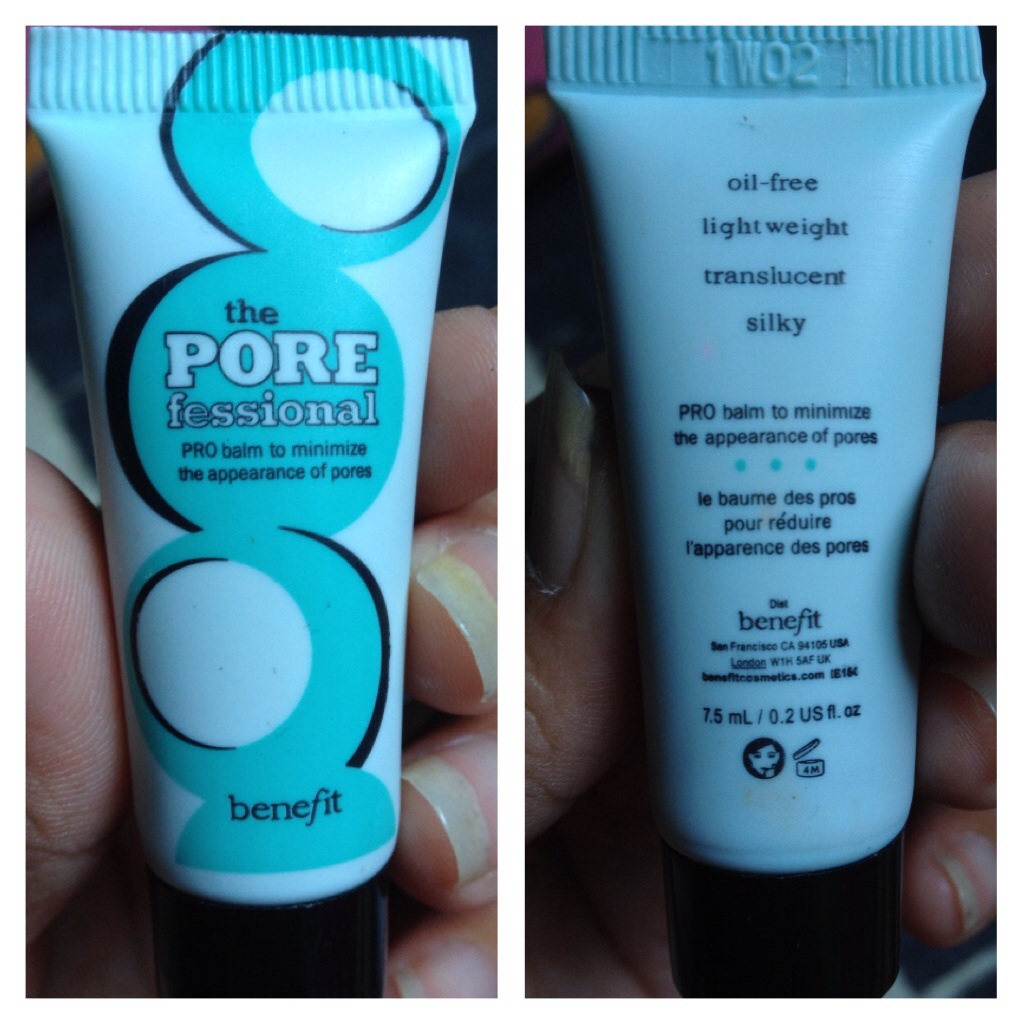 the
PORE
fessional
PRO balm to minimize
the appearance of pores
benefit
1W02
oil-free
lightweight
translucent
silky
PRO balm to minimize
the appearance of pores
le baume des pros
pour réduire
l'apparence des pores
Dist
benefit
San Francisco CA 94105 USA
London W1H 5AF UK
benefitcosmetics.com
7.5 mL / 0.2 US fl. oz
4M